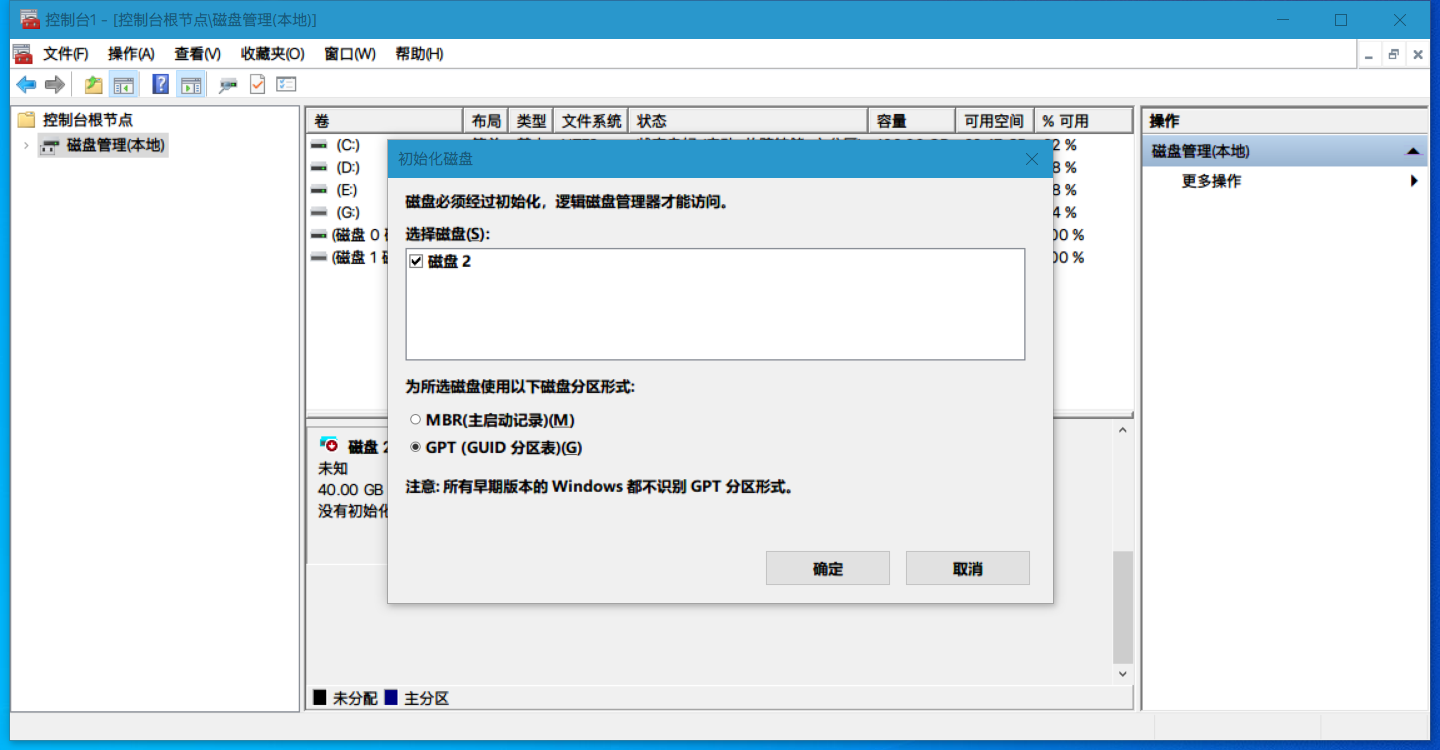 控制台1 - [控制台根节点\磁盘管理(本地)]
文件(F) 操作(A) 查看(V) 收藏夹(O) 窗口(W) 帮助(H)
控制台根节点
磁盘管理(本地)
卷 布局 类型 文件系统 状态 容量 可用空间 % 可用
(C:)
(D:)
(E:)
(G:)
(磁盘 0
(磁盘 1
2 %
8 %
8 %
4 %
00 %
00 %
初始化磁盘
磁盘必须经过初始化，逻辑磁盘管理器才能访问。
选择磁盘(S):
磁盘 2
为所选磁盘使用以下磁盘分区形式:
MBR(主启动记录)(M)
GPT (GUID 分区表)(G)
注意: 所有早期版本的 Windows 都不识别 GPT 分区形式。
确定 取消
磁盘 2
未知
40.00 GB
没有初始化
未分配 主分区
操作
磁盘管理(本地)
更多操作